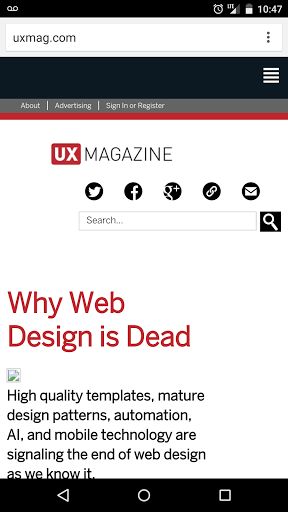 10:47
uxmag.com
About | Advertising | Sign In or Register
UX MAGAZINE
Search...
Why Web
Design is Dead
High quality templates, mature
design patterns, automation,
AI, and mobile technology are
signaling the end of web design
as we know it.